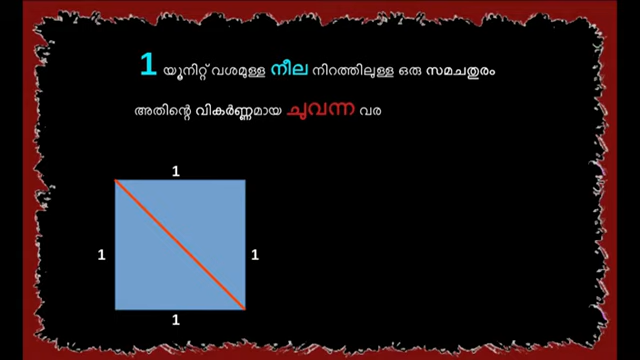 1 യൂനിറ്റ് വശമുള്ള നീല നിറത്തിലുള്ള ഒരു സമചതുരം
അതിന്റെ വികർണ്ണമായ ചുവന്ന വര
1
1 1
1